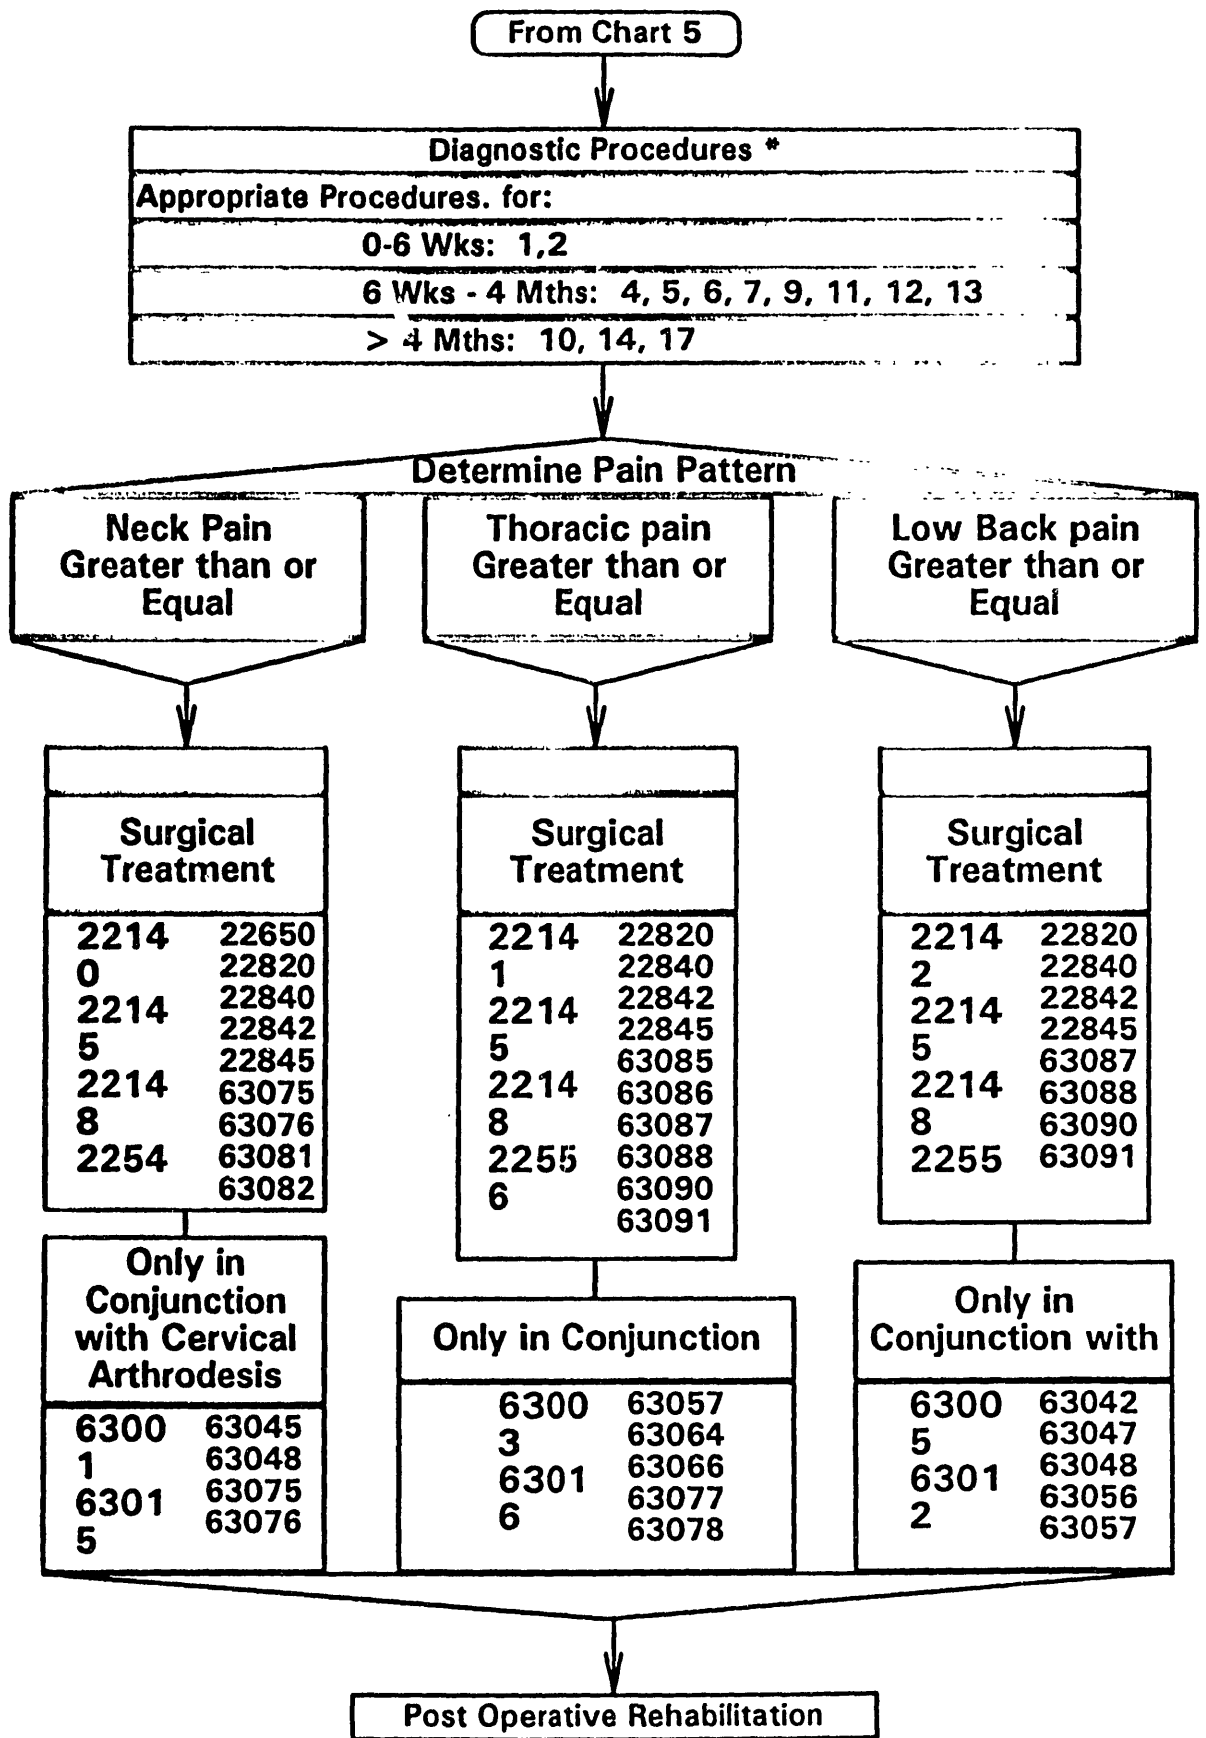 From Chart 5
Diagnostic Procedures *
Appropriate Procedures. for:
0-6 Wks: 1,2
6 Wks - 4 Mths: 4, 5, 6, 7, 9, 11, 12, 13
> 4 Mths: 10, 14, 17
Determine Pain Pattern
Neck Pain
Greater than or
Equal
Thoracic pain
Greater than or
Equal
Low Back pain
Greater than or
Equal
Surgical
Treatment
2214
0
2214
5
2214
8
2254
22650
22820
22840
22842
22845
63075
63076
63081
63082
Only in
Conjunction
with Cervical
Arthrodesis
6300
1
6301
5
63045
63048
63075
63076
Surgical
Treatment
2214
1
2214
5
2214
8
2255
6
22820
22840
22842
22845
63085
63086
63087
63088
63090
63091
Only in Conjunction
6300
3
6301
6
63057
63064
63066
63077
63078
Surgical
Treatment
2214
2
2214
5
2214
8
2255
22820
22840
22842
22845
63087
63088
63090
63091
Only in
Conjunction with
6300
5
6301
2
63042
63047
63048
63056
63057
Post Operative Rehabilitation